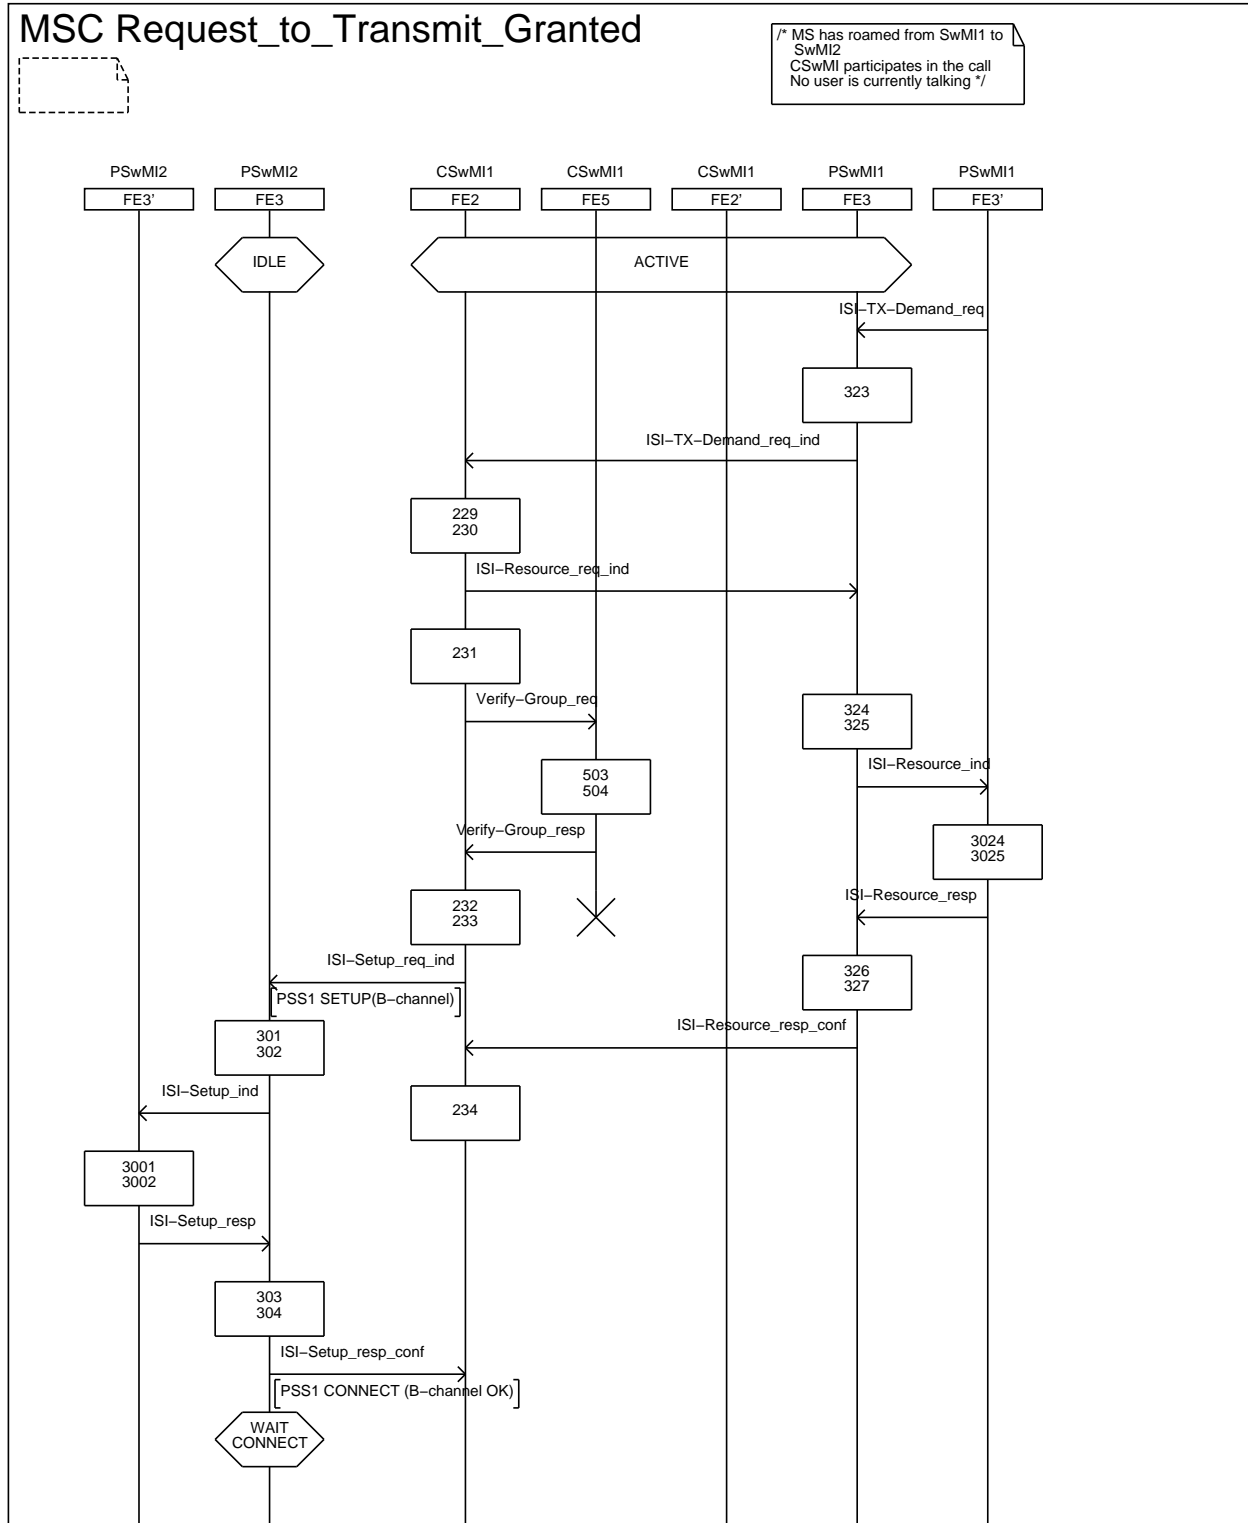 MSC Request_to_Transmit_Granted
/* MS has roamed from SwMI1 to
SwMI2
CSwMI participates in the call
No user is currently talking */
PSwMI2 PSwMI2 CSwMI1 CSwMI1 CSwMI1 PSwMI1 PSwMI1
FE3' FE3 FE2 FE5 FE2' FE3 FE3'
IDLE ACTIVE
ISI–TX–Demand_req
323
ISI–TX–Demand_req_ind
229
230
ISI–Resource_req_ind
231
Verify–Group_req
324
325
ISI–Resource_ind
503
504
Verify–Group_resp
3024
3025
ISI–Resource_resp
232
233
ISI–Setup_req_ind
326
327
PSS1 SETUP(B–channel)
ISI–Resource_resp_conf
301
302
ISI–Setup_ind
234
3001
3002
ISI–Setup_resp
303
304
ISI–Setup_resp_conf
PSS1 CONNECT (B–channel OK)
WAIT
CONNECT